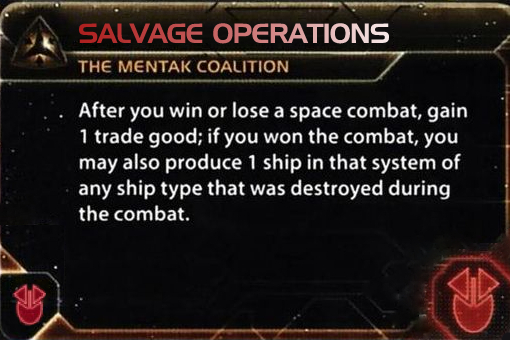 SALVAGE OPERATIONS
THE MENTAK COALITION
After you win or lose a space combat, gain
1 trade good; if you won the combat, you
may also produce 1 ship in that system of
any ship type that was destroyed during
the combat.